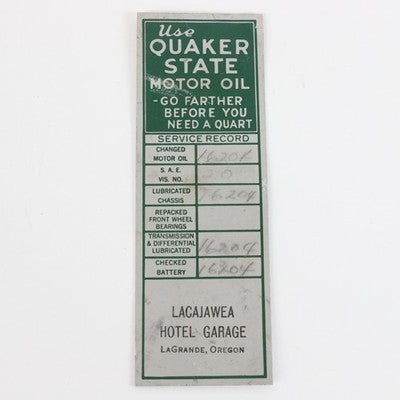 Use
QUAKER
STATE
MOTOR OIL
-GO FARTHER
BEFORE YOU
NEED A QUART
SERVICE RECORD
CHANGED
MOTOR OIL 16204
S. A. E.
VIS. NO. 20
LUBRICATED
CHASSIS 16204
REPACKED
FRONT WHEEL
BEARINGS
TRANSMISSION
& DIFFERENTIAL
LUBRICATED 16204
CHECKED
BATTERY 16204
LACAJAWEA
HOTEL GARAGE
LAGRANDE, OREGON